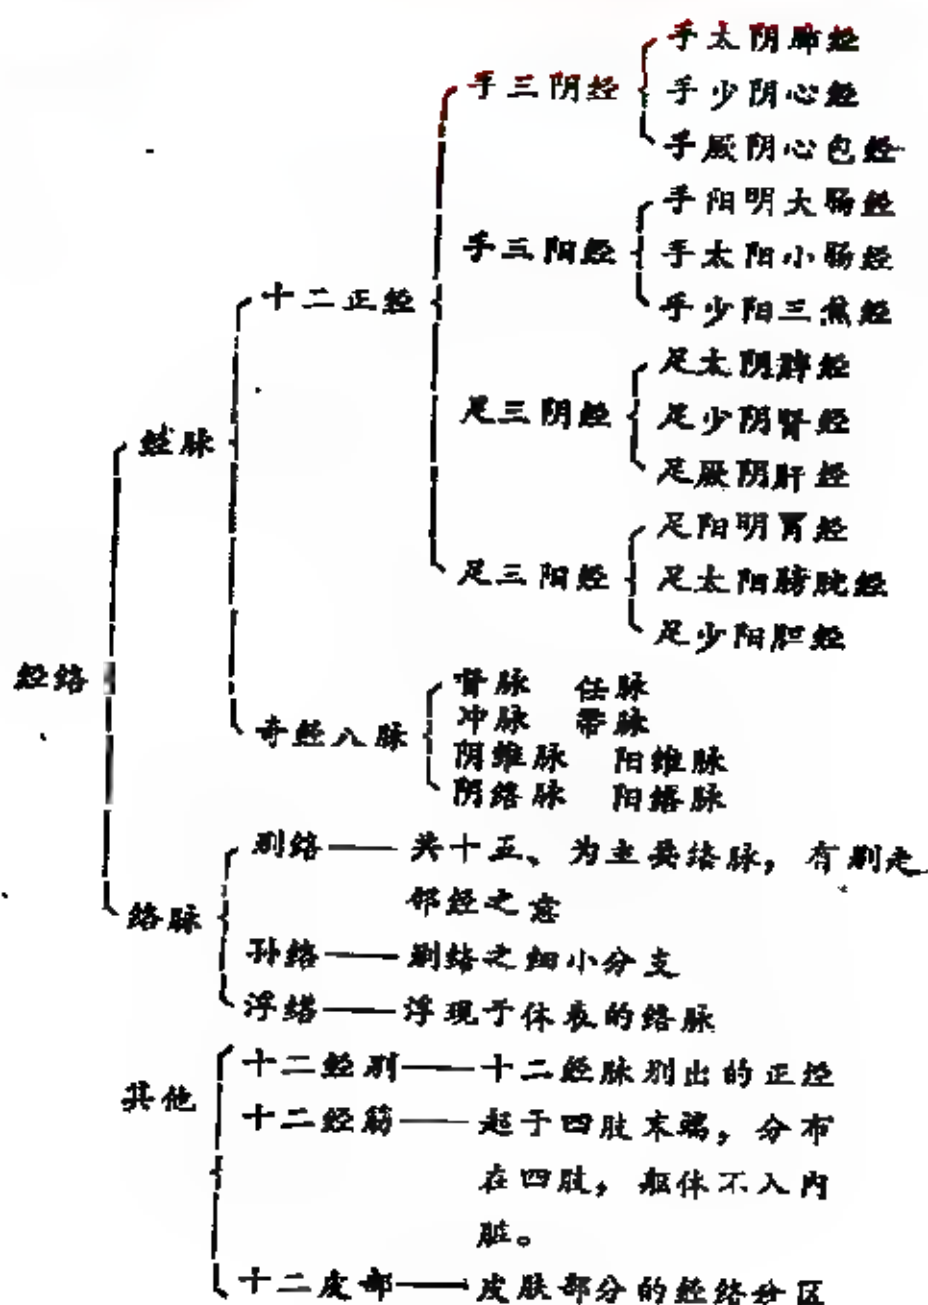 手太阴肺经
手三阴经 手少阴心经
手厥阴心包经
手阳明大肠经
手三阳经 手太阳小肠经
十二正经 手少阳三焦经
足太阴脾经
足三阴经 足少阴肾经
经脉 足厥阴肝经
足阳明胃经
足三阳经 足太阳膀胱经
足少阳胆经
经络
督脉 任脉
奇经八脉 冲脉 带脉
阴维脉 阳维脉
阴络脉 阳络脉
别络——共十五、为主要络脉，有别走
络脉 邻经之意
孙络——别络之细小分支
浮络——浮现于体表的络脉
其他 十二经别——十二经脉别出的正经
十二经筋——起于四肢末端，分布
在四肢，躯体不入内
脏。
十二皮部——皮肤部分的经络分区